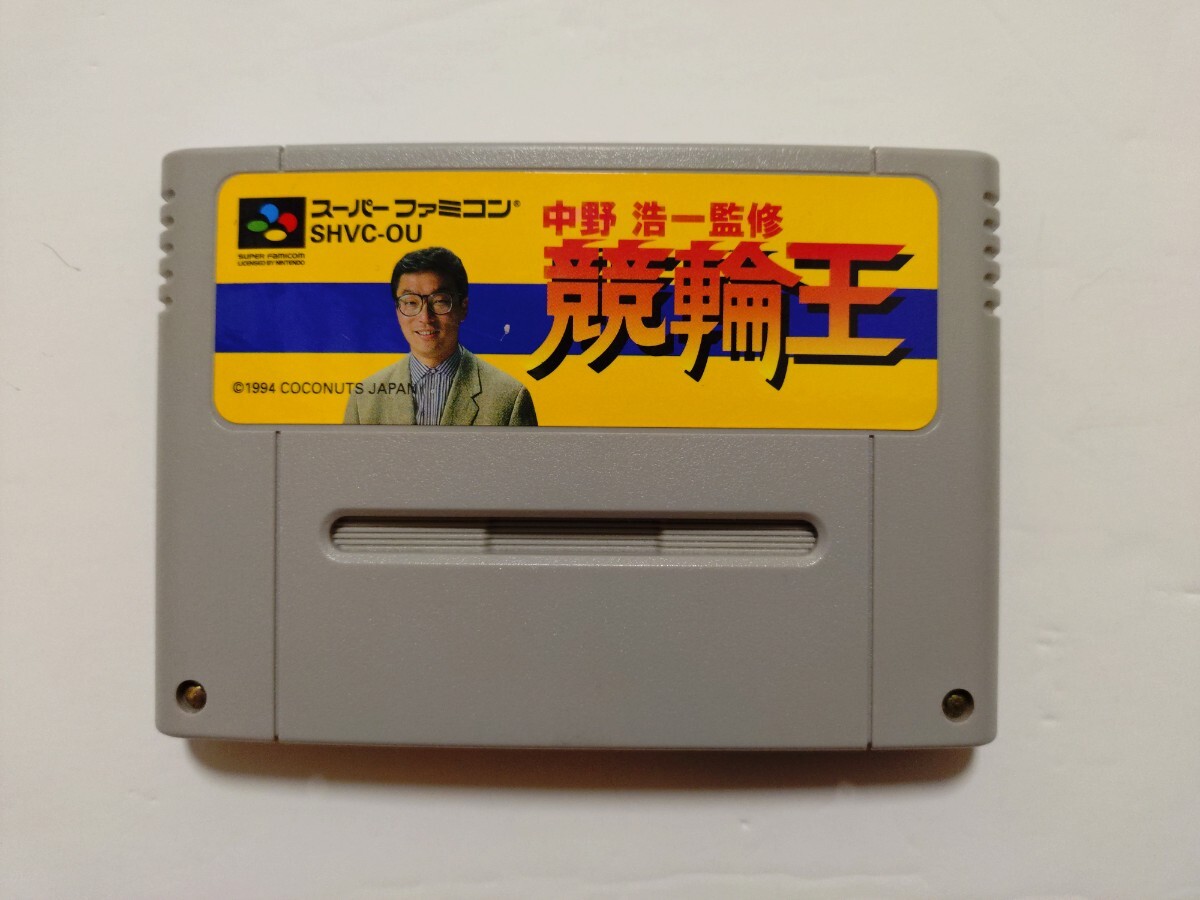 スーパーファミコン®
SHVC-OU
SUPER FAMICOM
LICENSED BY NINTENDO
中野 浩一監修
競輪王
©1994 COCONUTS JAPAN